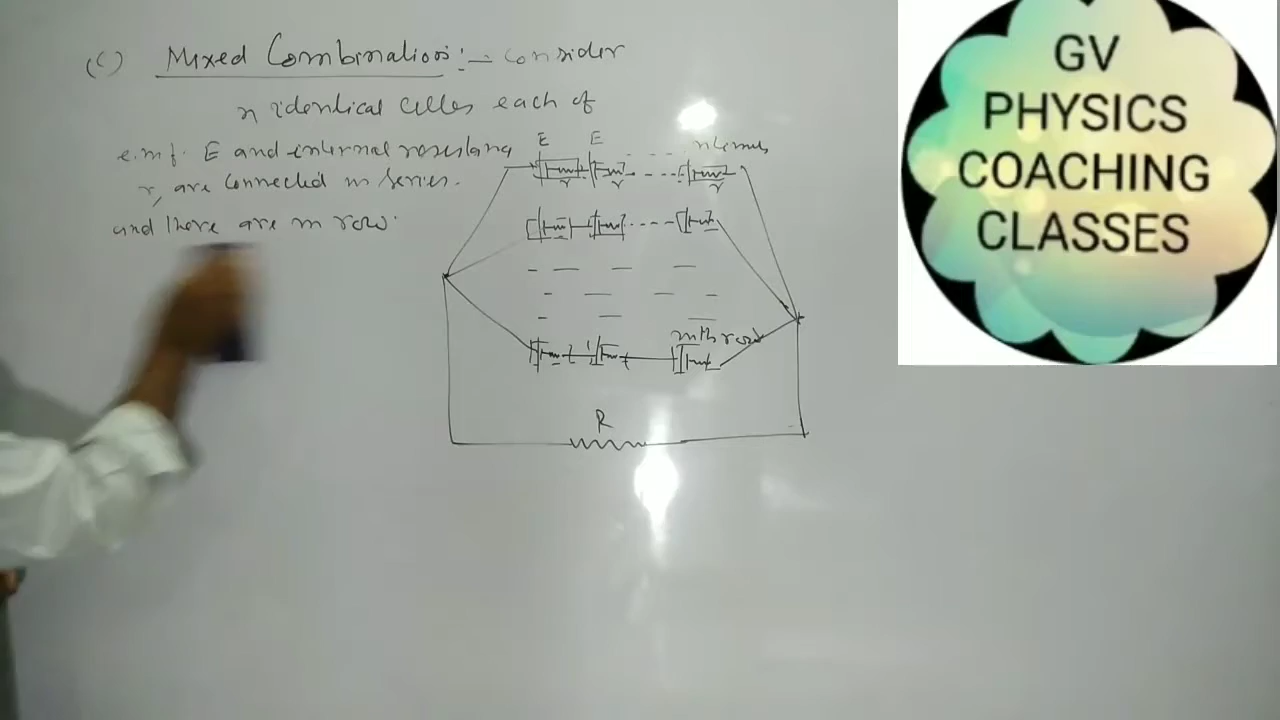 (C) Mixed Combination :- consider
n identical cells each of
e.m.f. E and internal resistance
r, are connected in series.
and there are m row.
E E
r r r
mth row
R
GV
PHYSICS
COACHING
CLASSES